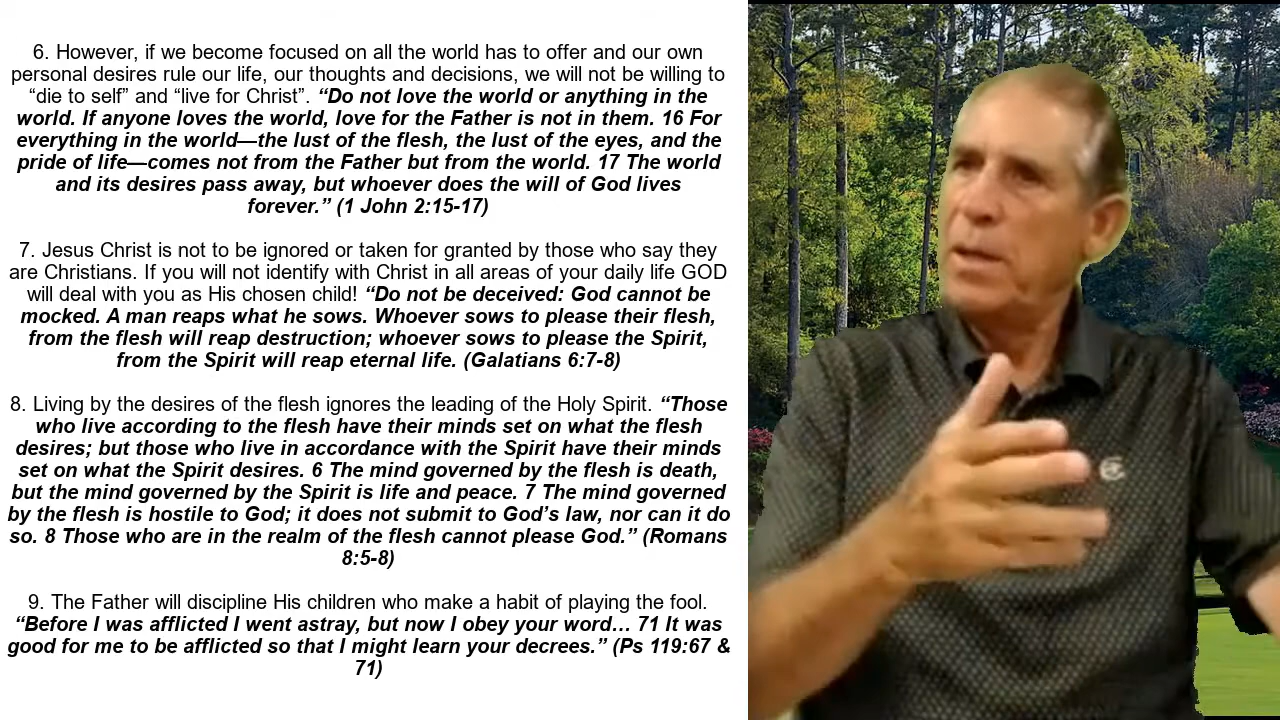 6. However, if we become focused on all the world has to offer and our own
personal desires rule our life, our thoughts and decisions, we will not be willing to
“die to self” and “live for Christ”. “Do not love the world or anything in the
world. If anyone loves the world, love for the Father is not in them. 16 For
everything in the world—the lust of the flesh, the lust of the eyes, and the
pride of life—comes not from the Father but from the world. 17 The world
and its desires pass away, but whoever does the will of God lives
forever.” (1 John 2:15-17)
7. Jesus Christ is not to be ignored or taken for granted by those who say they
are Christians. If you will not identify with Christ in all areas of your daily life GOD
will deal with you as His chosen child! “Do not be deceived: God cannot be
mocked. A man reaps what he sows. Whoever sows to please their flesh,
from the flesh will reap destruction; whoever sows to please the Spirit,
from the Spirit will reap eternal life. (Galatians 6:7-8)
8. Living by the desires of the flesh ignores the leading of the Holy Spirit. “Those
who live according to the flesh have their minds set on what the flesh
desires; but those who live in accordance with the Spirit have their minds
set on what the Spirit desires. 6 The mind governed by the flesh is death,
but the mind governed by the Spirit is life and peace. 7 The mind governed
by the flesh is hostile to God; it does not submit to God’s law, nor can it do
so. 8 Those who are in the realm of the flesh cannot please God.” (Romans
8:5-8)
9. The Father will discipline His children who make a habit of playing the fool.
“Before I was afflicted I went astray, but now I obey your word… 71 It was
good for me to be afflicted so that I might learn your decrees.” (Ps 119:67 &
71)